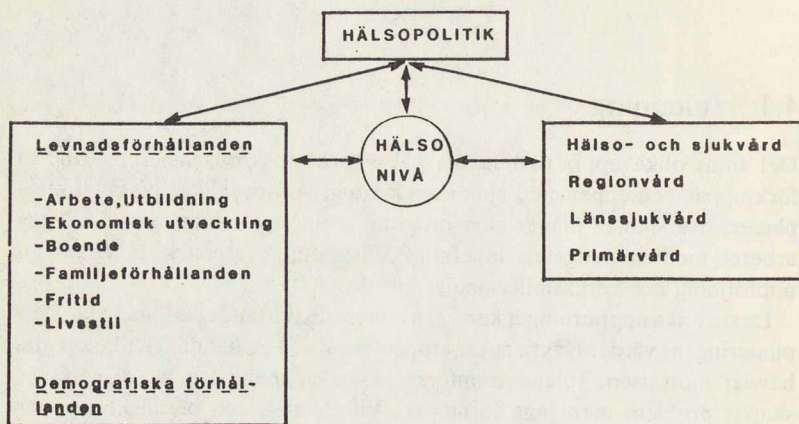 HÄLSOPOLITIK
Levnadsförhållanden
-Arbete,Utbildning
-Ekonomisk utveckling
-Boende
-Familjeförhållanden
-Fritid
-Livsstil
Demografiska förhål-
landen
HÄLSO
NIVÅ
Hälso- och sjukvård
Regionvård
Länssjukvård
Primärvård